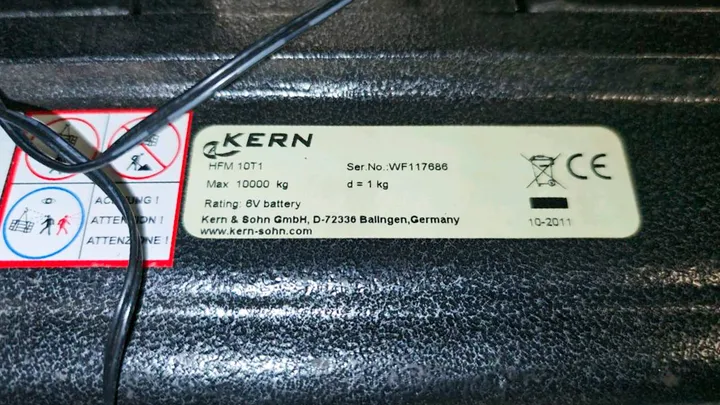 KERN
HFM 10T1 Ser.No.:WF117686
Max 10000 kg d = 1 kg
Rating: 6V battery
Kern & Sohn GmbH, D-72336 Balingen,Germany
www.kern-sohn.com
CE
10-2011
ACHTUNG !
ATTENTION !
ATTENZIONE !